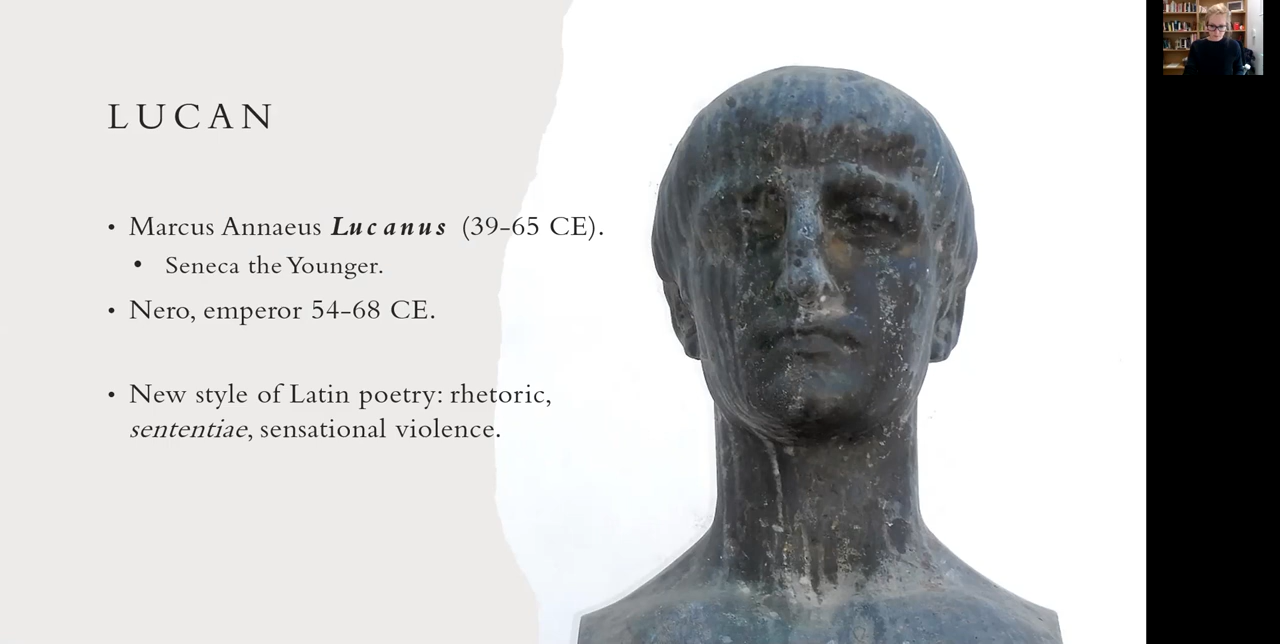 LUCAN
• Marcus Annaeus Lucanus (39-65 CE).
• Seneca the Younger.
• Nero, emperor 54-68 CE.
• New style of Latin poetry: rhetoric,
sententiae, sensational violence.